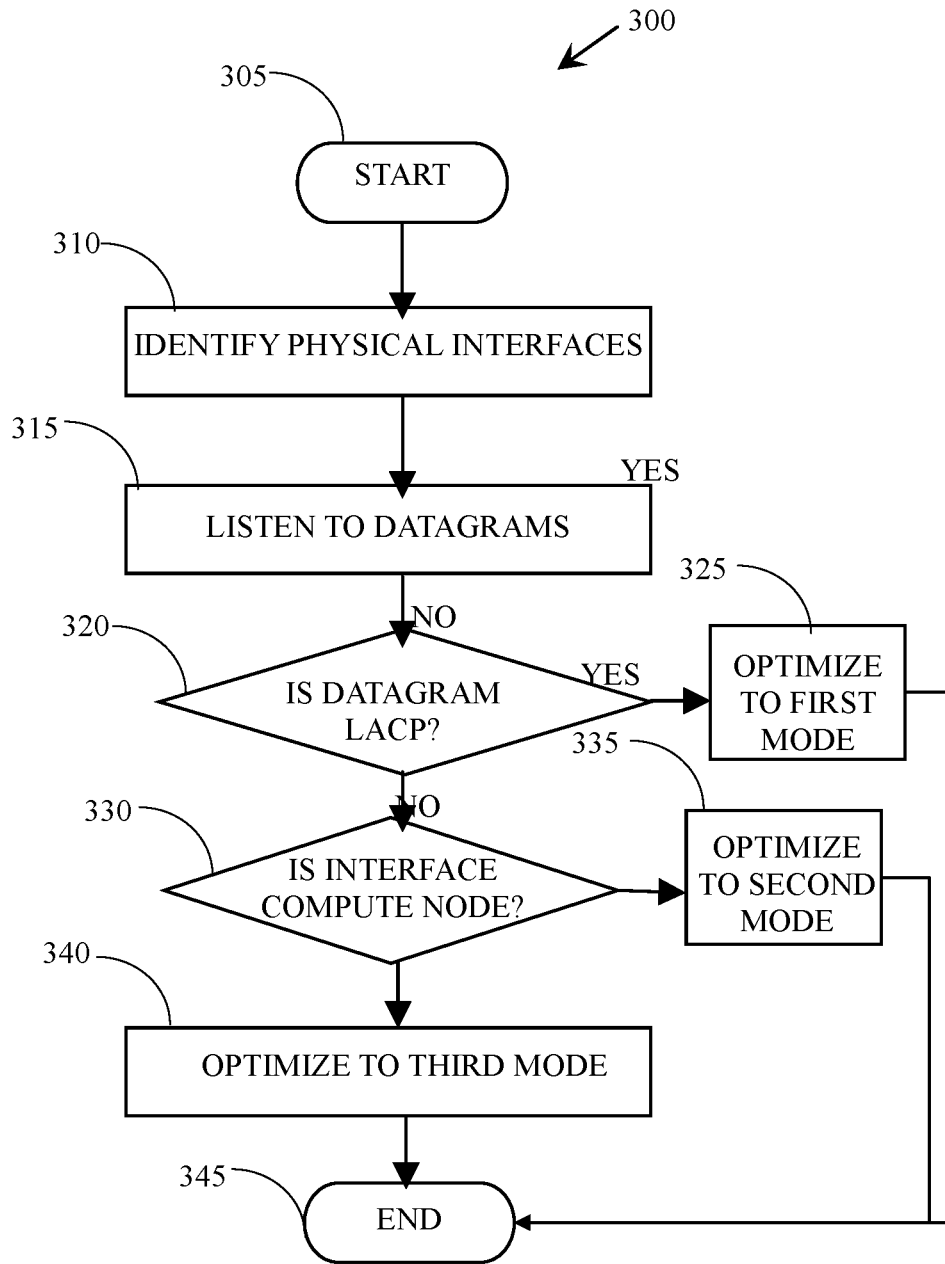 300
305
START
310
IDENTIFY PHYSICAL INTERFACES
315
YES
LISTEN TO DATAGRAMS
320
NO
IS DATAGRAM
LACP?
YES
325
OPTIMIZE
TO FIRST
MODE
330
NO
IS INTERFACE
COMPUTE NODE?
335
OPTIMIZE
TO SECOND
MODE
340
OPTIMIZE TO THIRD MODE
345
END